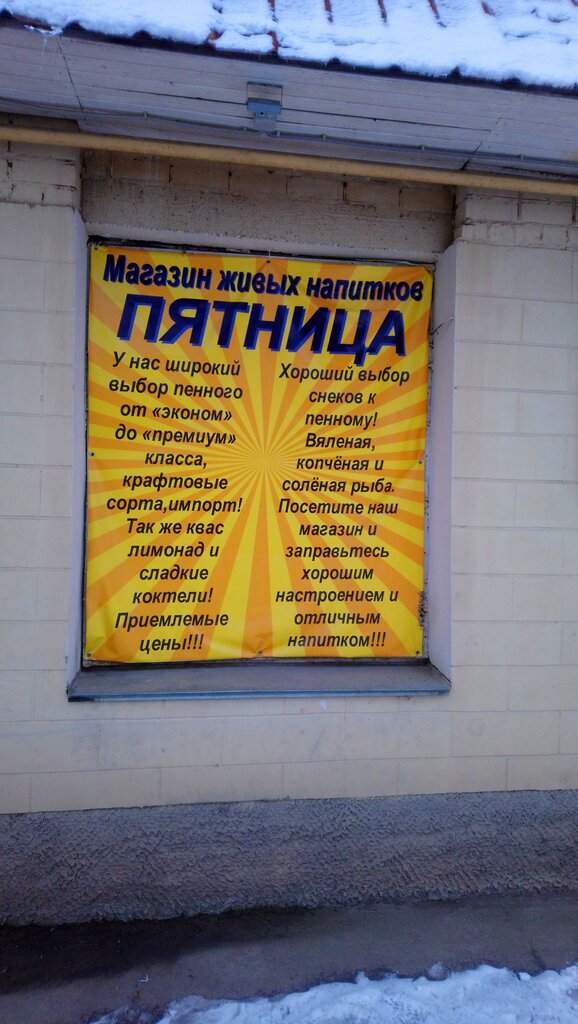 Магазин живых напитков
ПЯТНИЦА
У нас широкий
выбор пенного
от «эконом»
до «премиум»
класса,
крафтовые
сорта,импорт!
Так же квас
лимонад и
сладкие
коктели!
Приемлемые
цены!!!
Хороший выбор
снеков к
пенному!
Вяленая,
копчёная и
солёная рыба.
Посетите наш
магазин и
заправьтесь
хорошим
настроением и
отличным
напитком!!!